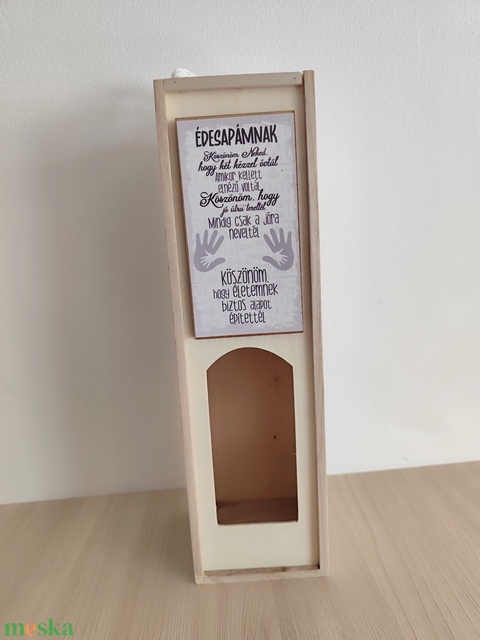 ÉDESAPÁMNAK
Köszönöm Neked,
hogy két kézzel óvtál
Amikor kellett
elnéző voltál
Köszönöm, hogy
jó útra tereltél
Mindig csak a jóra
neveltél
Köszönöm,
hogy életemnek
biztos alapot
építettél
meska